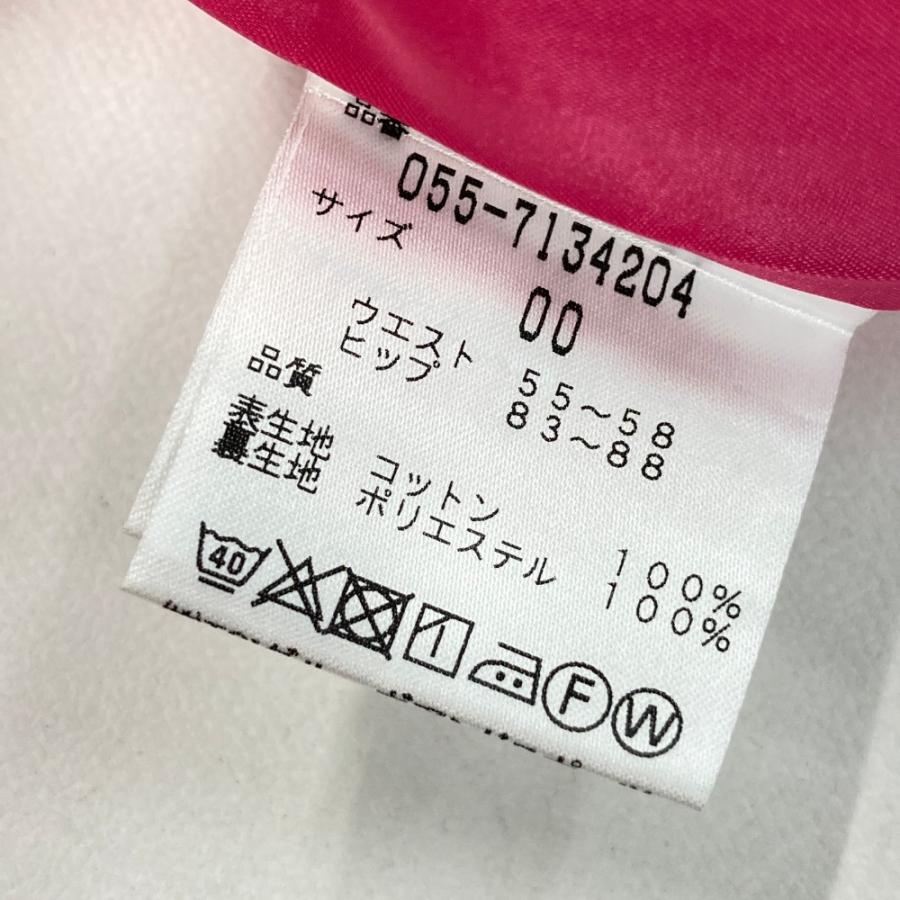 品番
055-7134204
サイズ
00
ウエスト 55～58
ヒップ 83～88
品質
表生地 コットン 100%
裏生地 ポリエステル 100%
40 1 F W